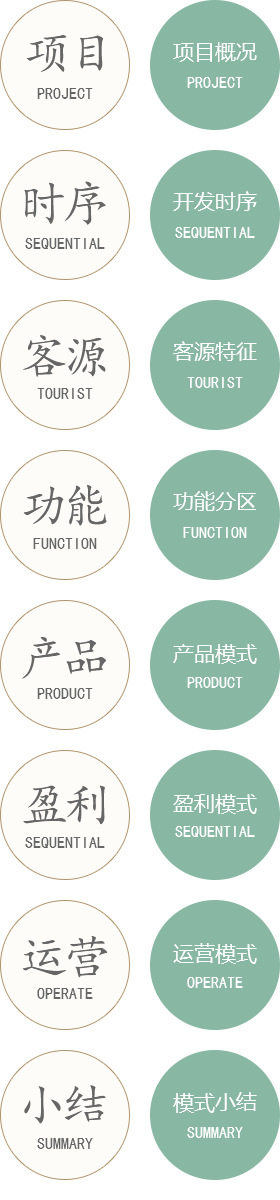 项目
PROJECT
项目概况
PROJECT
时序
SEQUENTIAL
开发时序
SEQUENTIAL
客源
TOURIST
客源特征
TOURIST
功能
FUNCTION
功能分区
FUNCTION
产品
PRODUCT
产品模式
PRODUCT
盈利
SEQUENTIAL
盈利模式
SEQUENTIAL
运营
OPERATE
运营模式
OPERATE
小结
SUMMARY
模式小结
SUMMARY